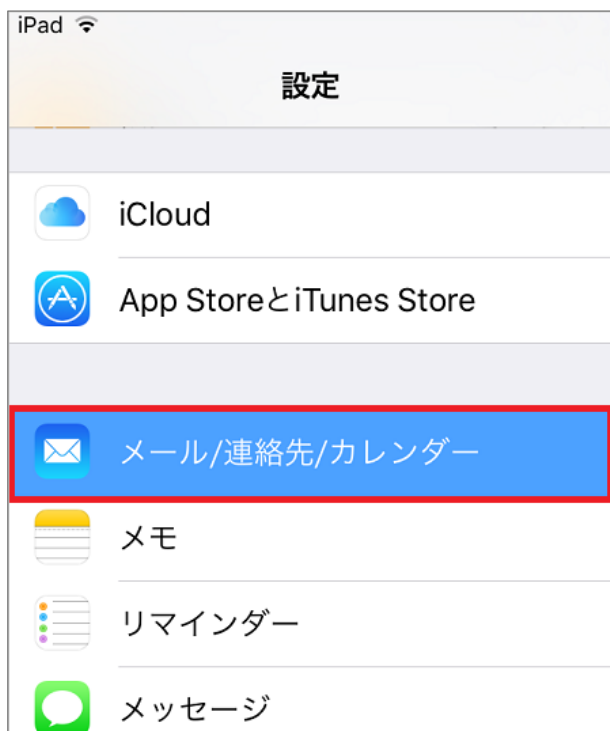 iPad
設定
iCloud
App StoreとiTunes Store
メール/連絡先/カレンダー
メモ
リマインダー
メッセージ